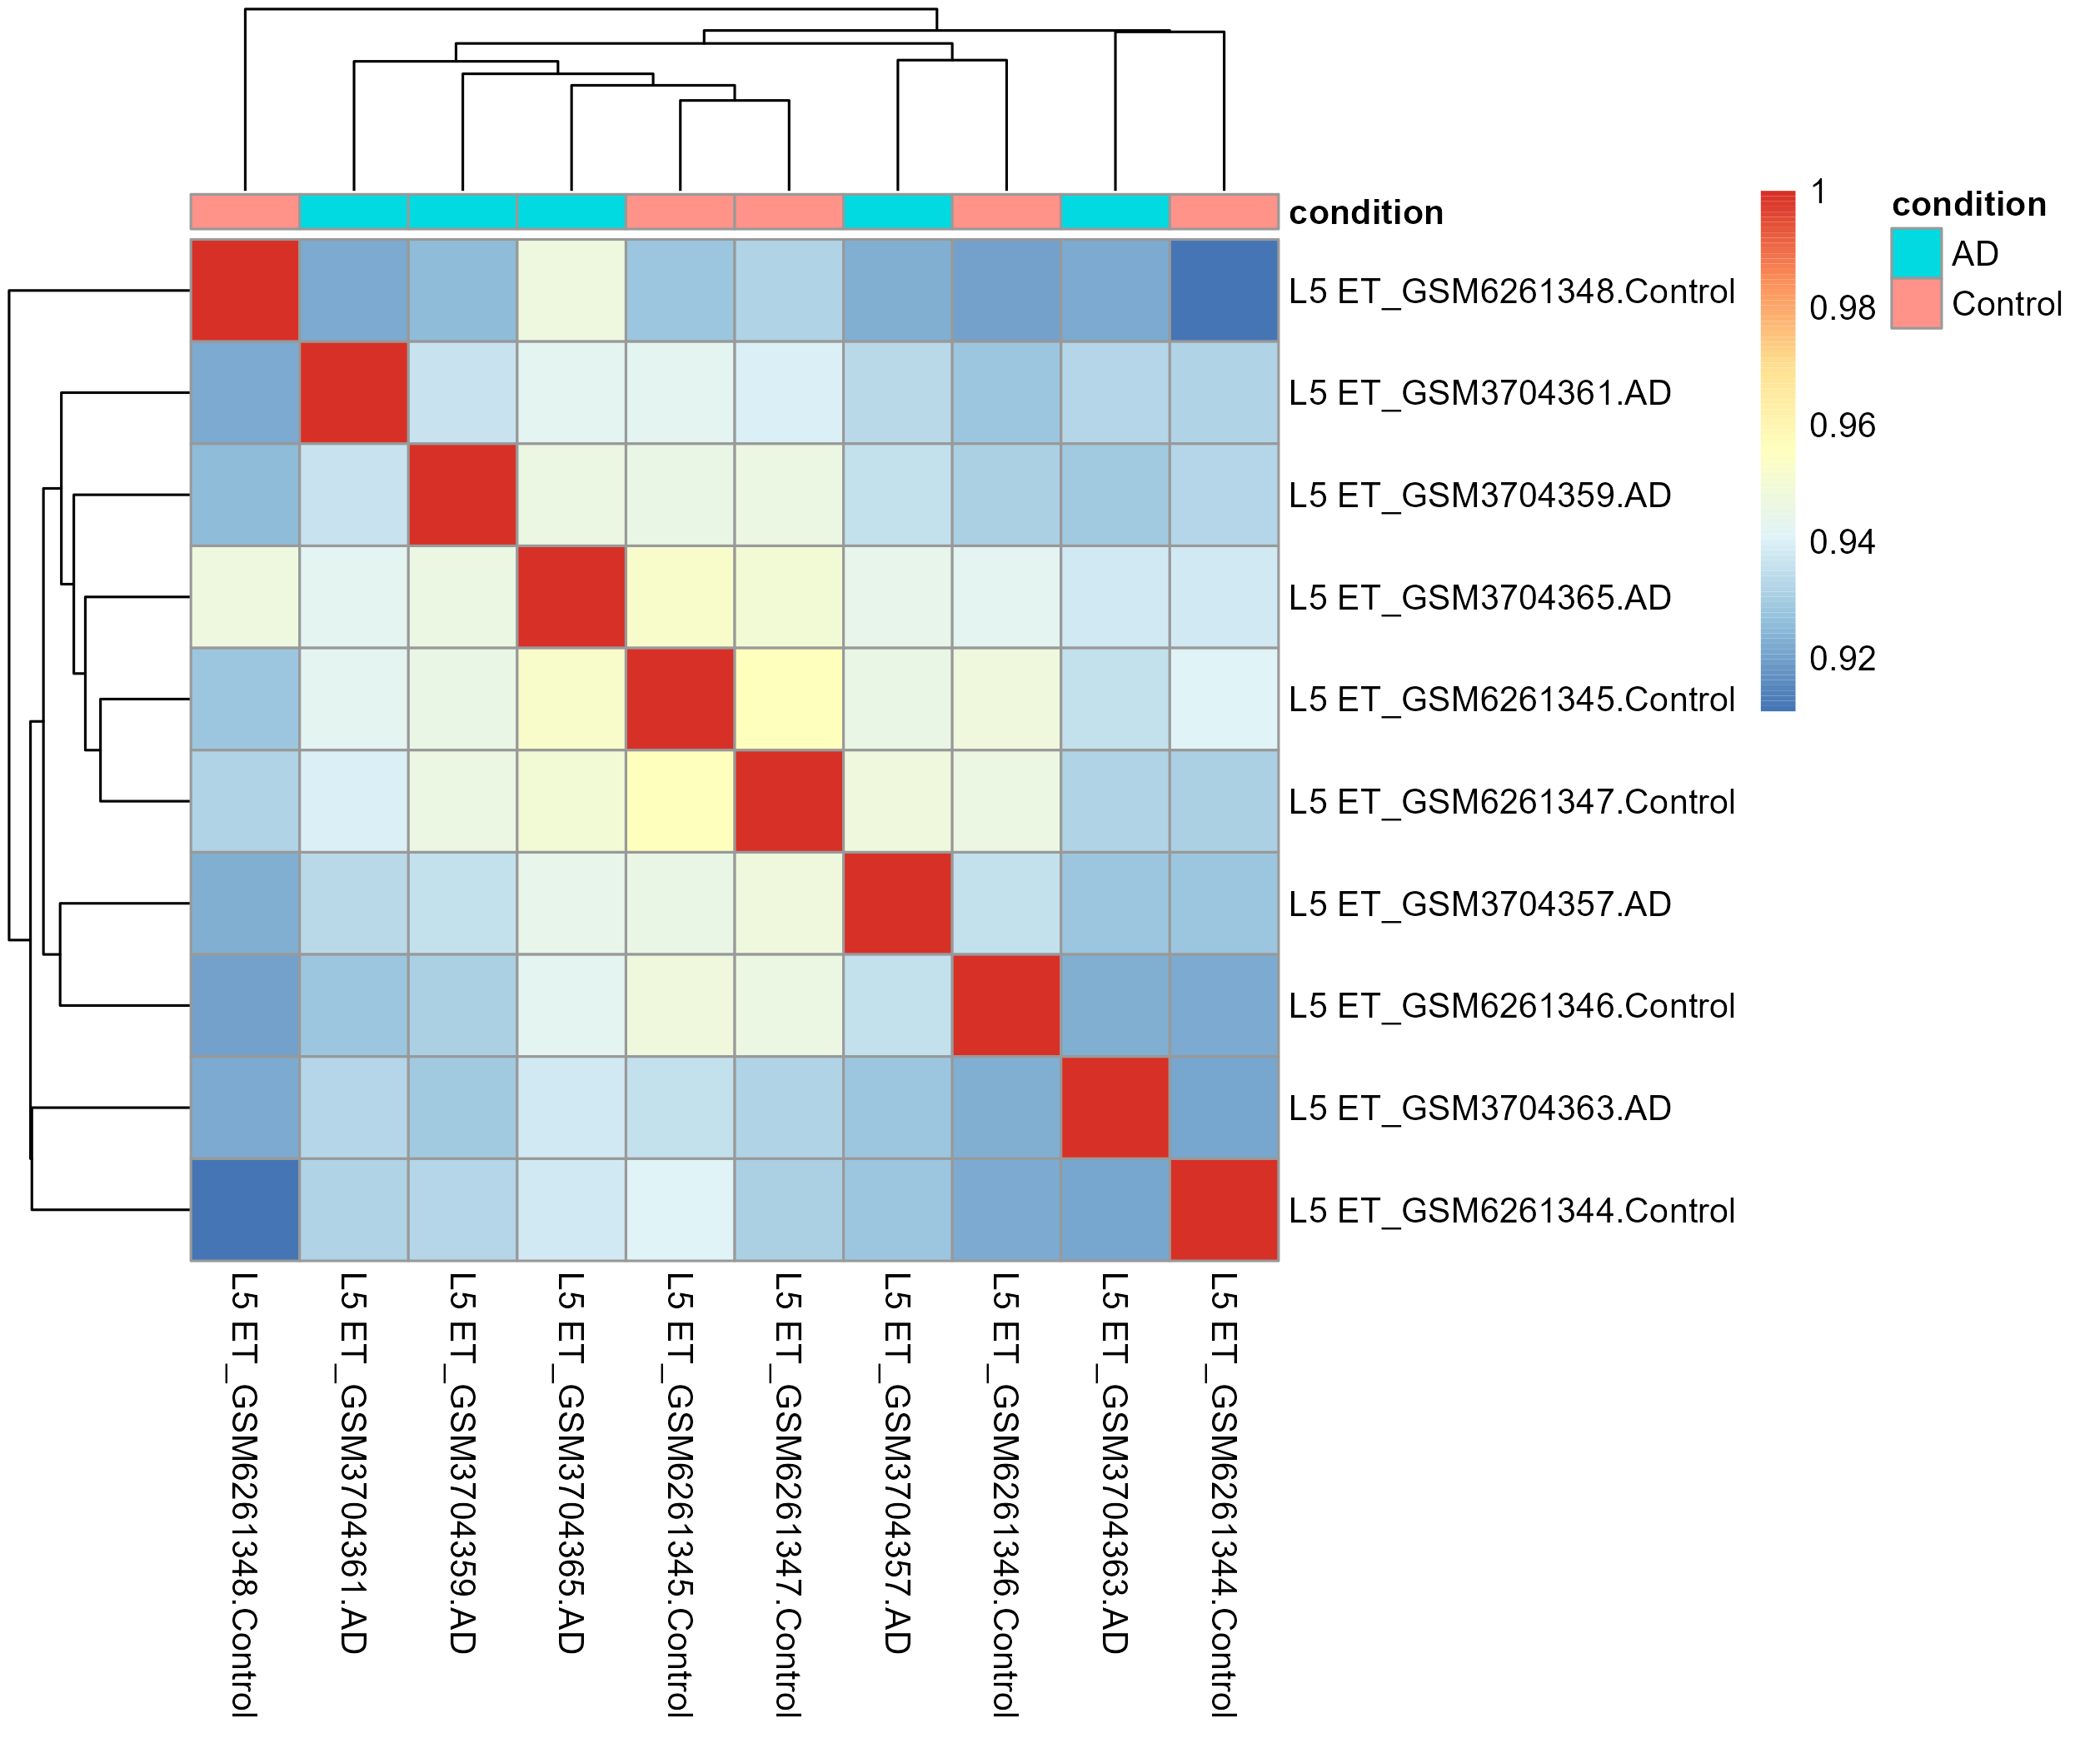 condition
L5 ET_GSM6261348.Control
L5 ET_GSM3704361.AD
L5 ET_GSM3704359.AD
L5 ET_GSM3704365.AD
L5 ET_GSM6261345.Control
L5 ET_GSM6261347.Control
L5 ET_GSM3704357.AD
L5 ET_GSM6261346.Control
L5 ET_GSM3704363.AD
L5 ET_GSM6261344.Control
1
0.98
0.96
0.94
0.92
condition
AD
Control
L5 ET_GSM6261348.Control
L5 ET_GSM3704361.AD
L5 ET_GSM3704359.AD
L5 ET_GSM3704365.AD
L5 ET_GSM6261345.Control
L5 ET_GSM6261347.Control
L5 ET_GSM3704357.AD
L5 ET_GSM6261346.Control
L5 ET_GSM3704363.AD
L5 ET_GSM6261344.Control